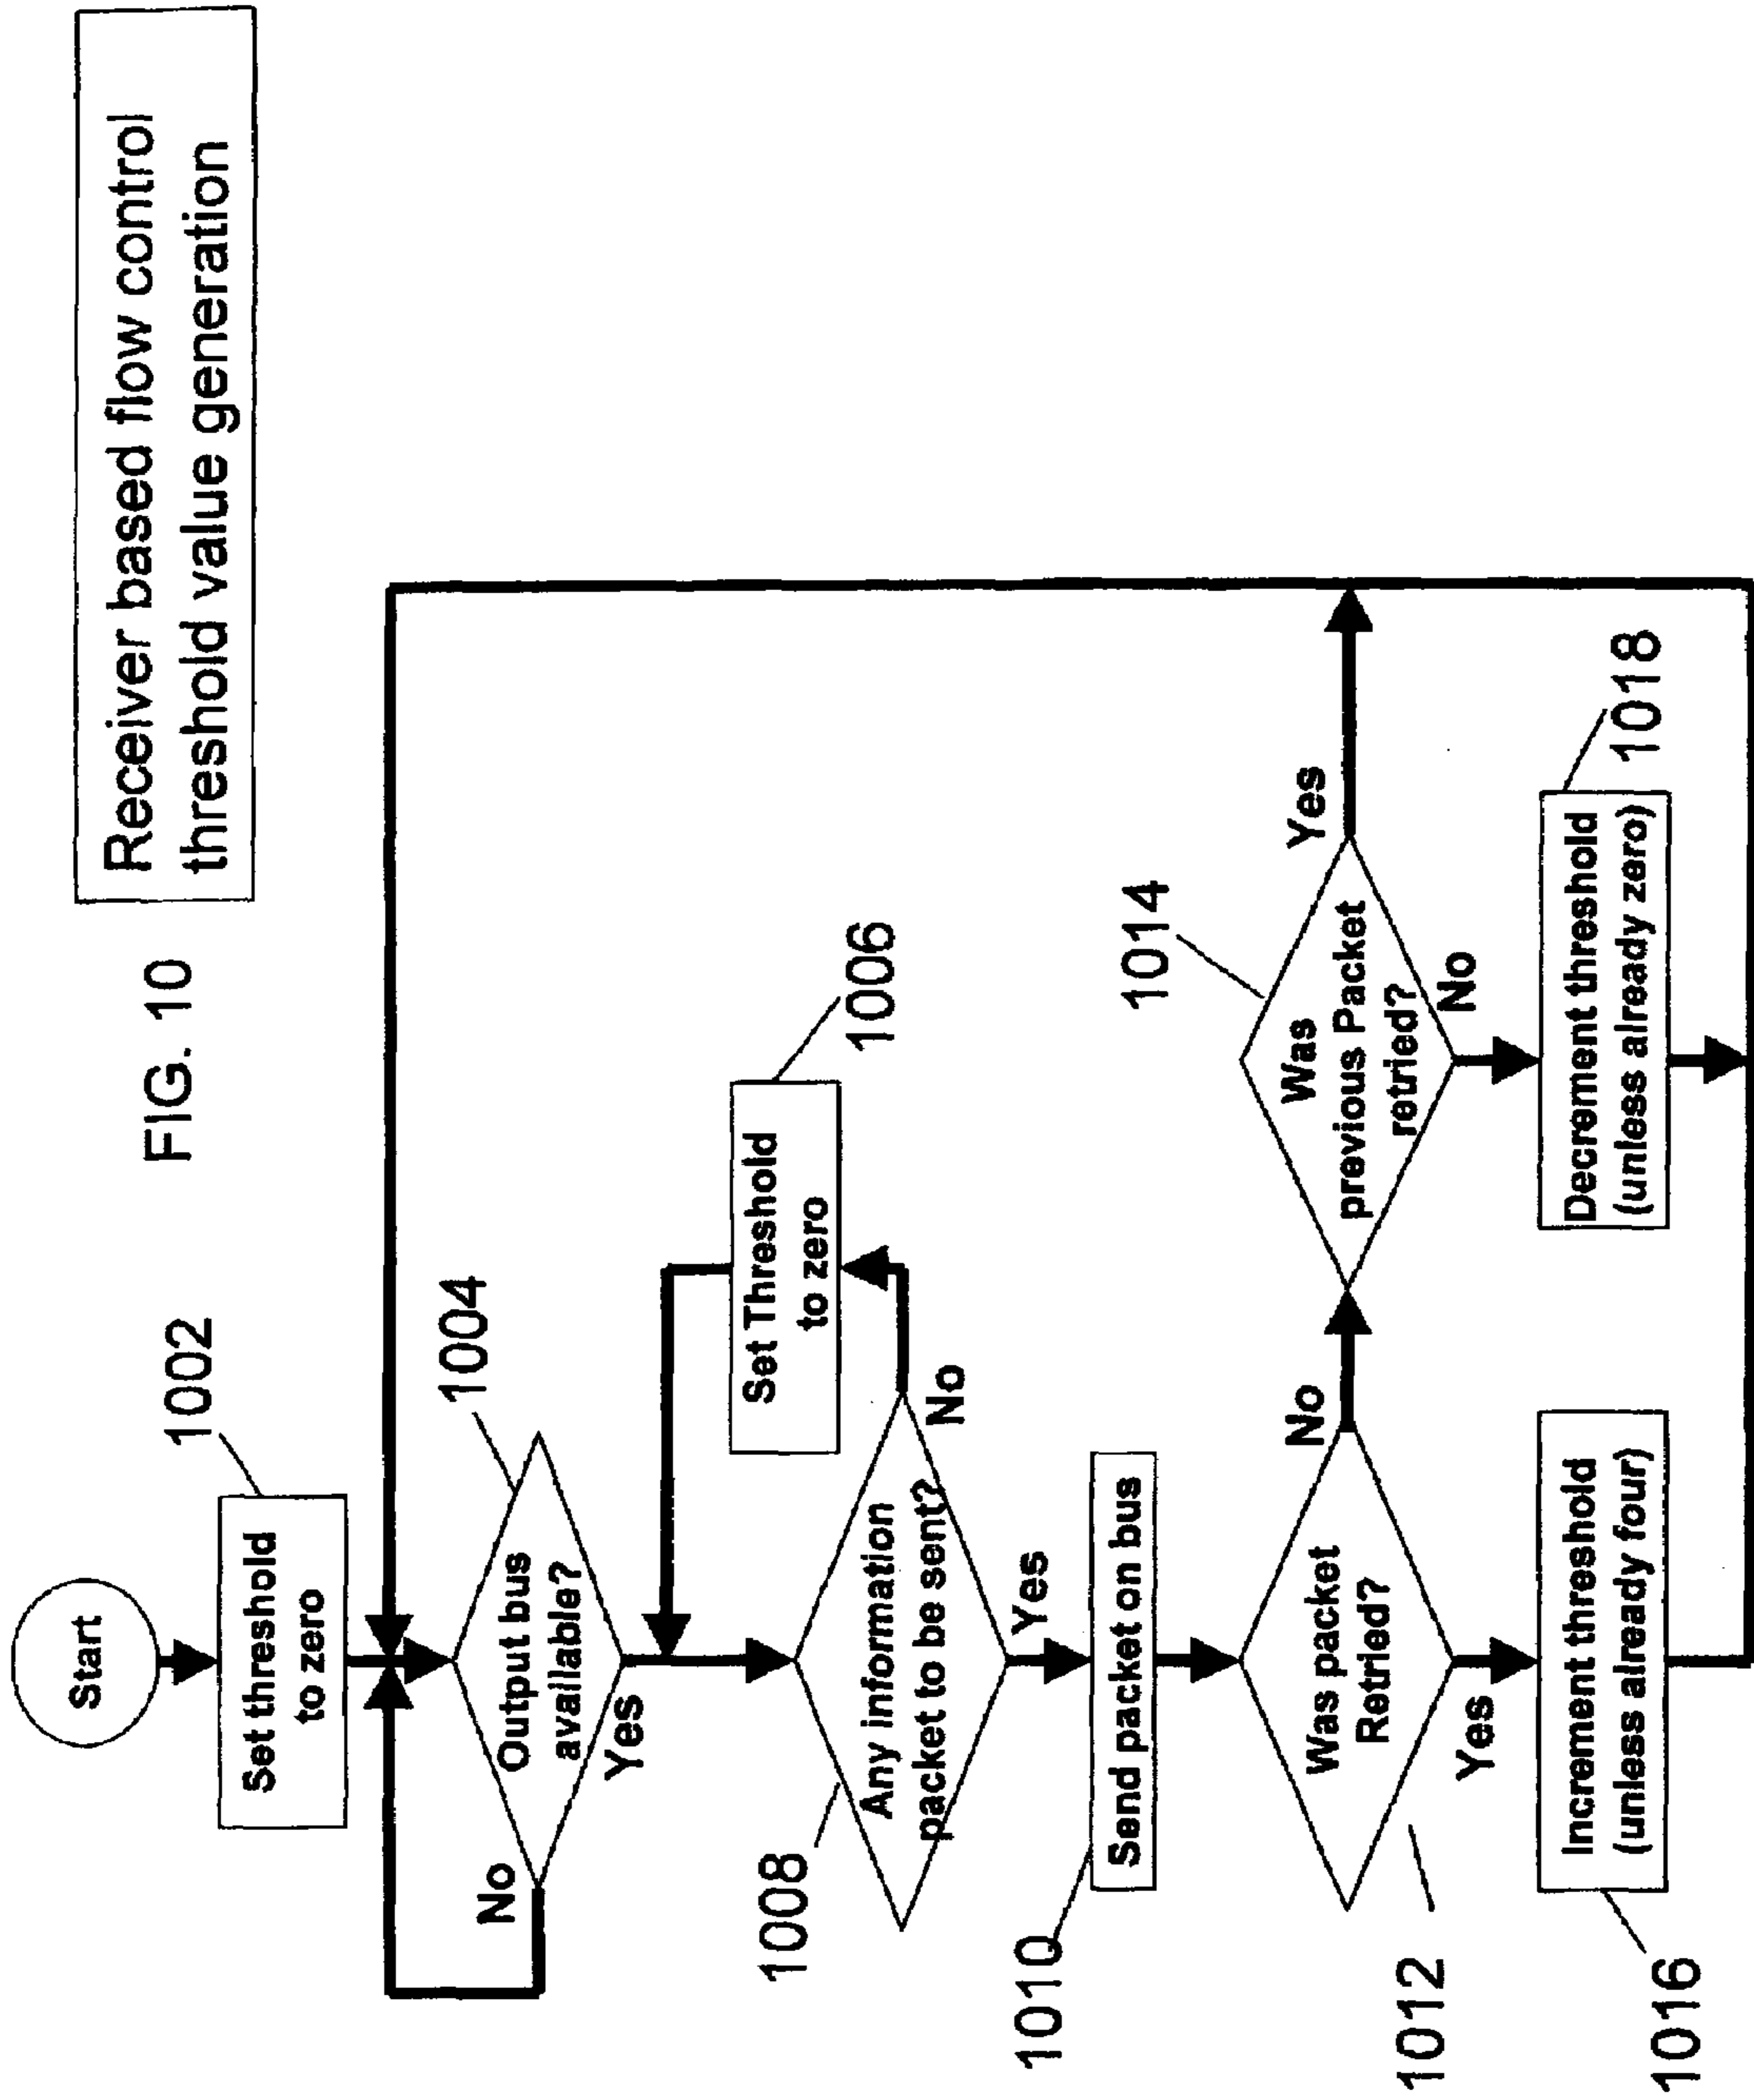 FIG. 10
Receiver based flow control
threshold value generation
Start
Set threshold
to zero
1002
Output bus
available?
1004
No
Yes
Set Threshold
to zero
1006
Any information
packet to be sent?
1008
No
Yes
Send packet on bus
1010
Was packet
Retried?
1012
No
Yes
Was
previous Packet
retried?
1014
Yes
No
Increment threshold
(unless already four)
1016
Decrement threshold
(unless already zero)
1018